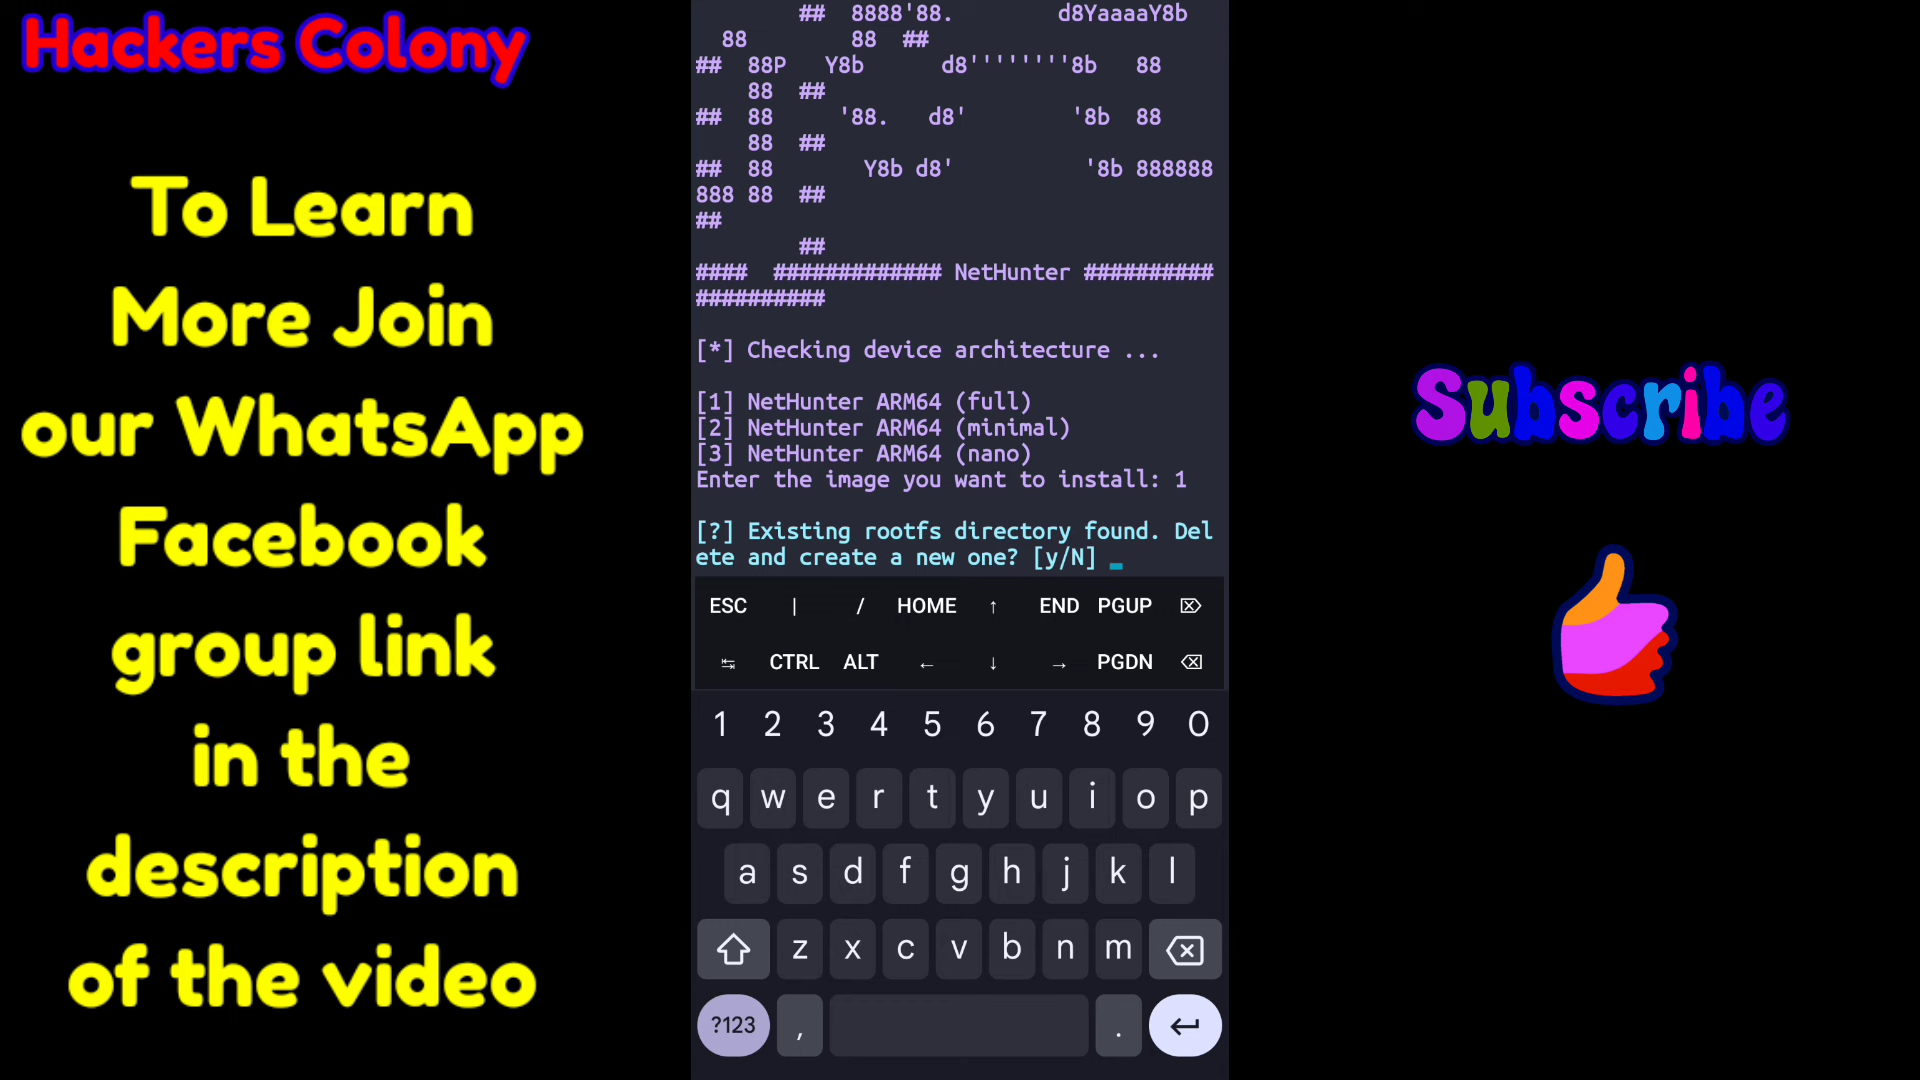 Hackers Colony
To Learn
More Join
our WhatsApp
Facebook
group link
in the
description
of the video
## 8888'88. d8YaaaaY8b
88 88 ##
## 88P Y8b d8''''''''8b 88
88 ##
## 88 '88. d8' '8b 88
88 ##
## 88 Y8b d8' '8b 888888
888 88 ##
##
##
#### ############# NetHunter ##########
##########
[*] Checking device architecture ...
[1] NetHunter ARM64 (full)
[2] NetHunter ARM64 (minimal)
[3] NetHunter ARM64 (nano)
Enter the image you want to install: 1
[?] Existing rootfs directory found. Del
ete and create a new one? [y/N]
ESC | / HOME ↑ END PGUP ⌦
↹ CTRL ALT ← ↓ → PGDN ⌫
1 2 3 4 5 6 7 8 9 0
q w e r t y u i o p
a s d f g h j k l
z x c v b n m
?123 , .
Subscribe